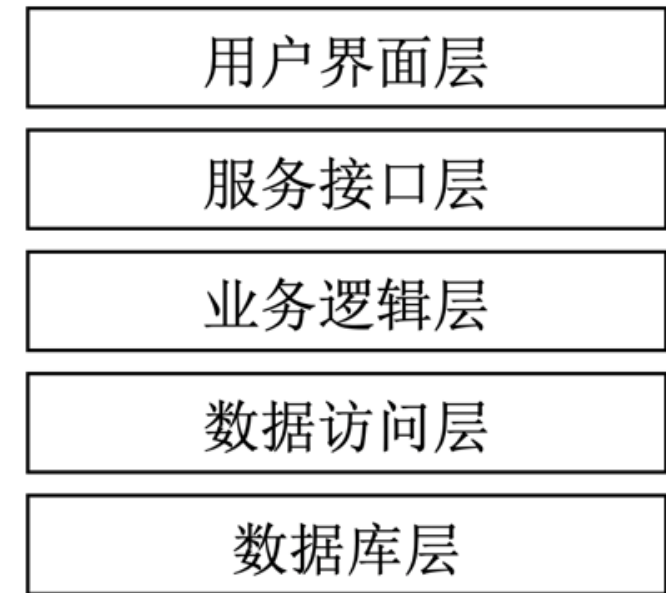 用户界面层
服务接口层
业务逻辑层
数据访问层
数据库层